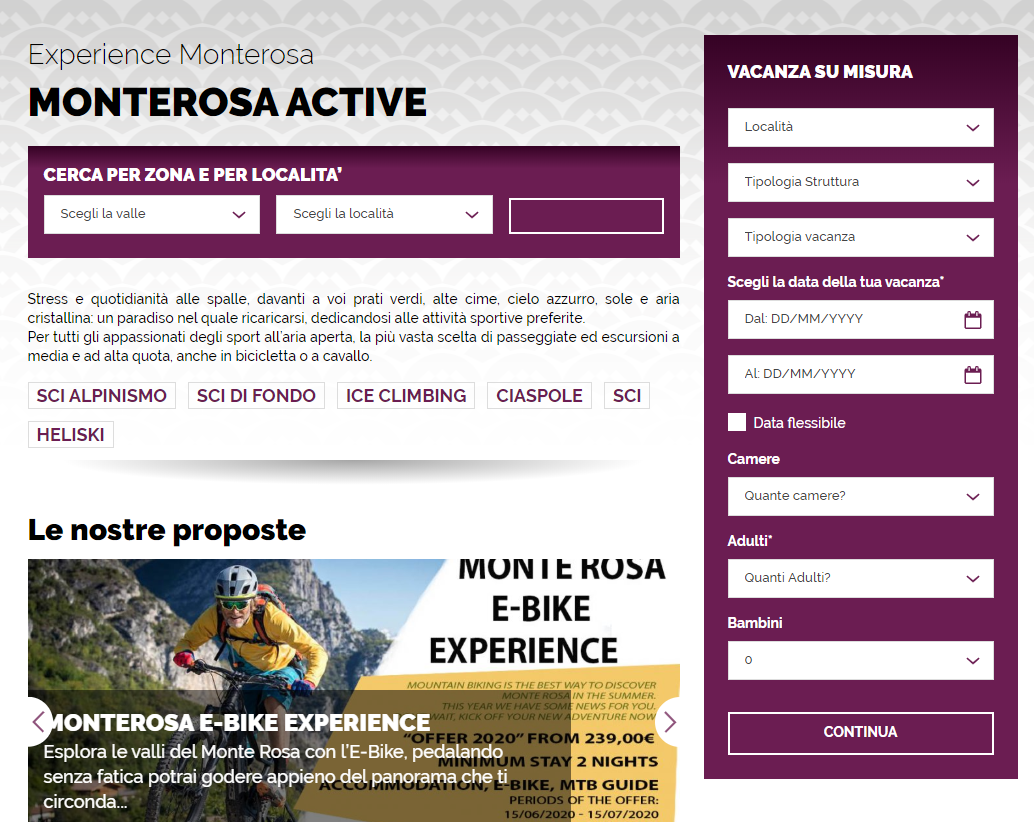 Experience Monterosa
MONTEROSA ACTIVE
CERCA PER ZONA E PER LOCALITA'
Scegli la valle
Scegli la località
Stress e quotidianità alle spalle, davanti a voi prati verdi, alte cime, cielo azzurro, sole e aria
cristallina: un paradiso nel quale ricaricarsi, dedicandosi alle attività sportive preferite.
Per tutti gli appassionati degli sport all'aria aperta, la più vasta scelta di passeggiate ed escursioni a
media e ad alta quota, anche in bicicletta o a cavallo.
SCI ALPINISMO
SCI DI FONDO
ICE CLIMBING
CIASPOLE
SCI
HELISKI
Le nostre proposte
MONTE ROSA
E-BIKE
EXPERIENCE
MOUNTAIN BIKING IS THE BEST WAY TO DISCOVER
MONTE ROSA IN THE SUMMER.
THIS YEAR WE HAVE SOME NEWS FOR YOU.
WAIT, KICK OFF YOUR NEW ADVENTURE NOW
"OFFER 2020" FROM 239,00€
MINIMUM STAY 2 NIGHTS
ACCOMMODATION, E-BIKE, MTB GUIDE
PERIODS OF THE OFFER:
15/06/2020 - 15/07/2020
MONTEROSA E-BIKE EXPERIENCE
Esplora le valli del Monte Rosa con l'E-Bike, pedalando
senza fatica potrai godere appieno del panorama che ti
circonda...
VACANZA SU MISURA
Località
Tipologia Struttura
Tipologia vacanza
Scegli la data della tua vacanza*
Dal: DD/MM/YYYY
Al: DD/MM/YYYY
Data flessibile
Camere
Quante camere?
Adulti*
Quanti Adulti?
Bambini
0
CONTINUA